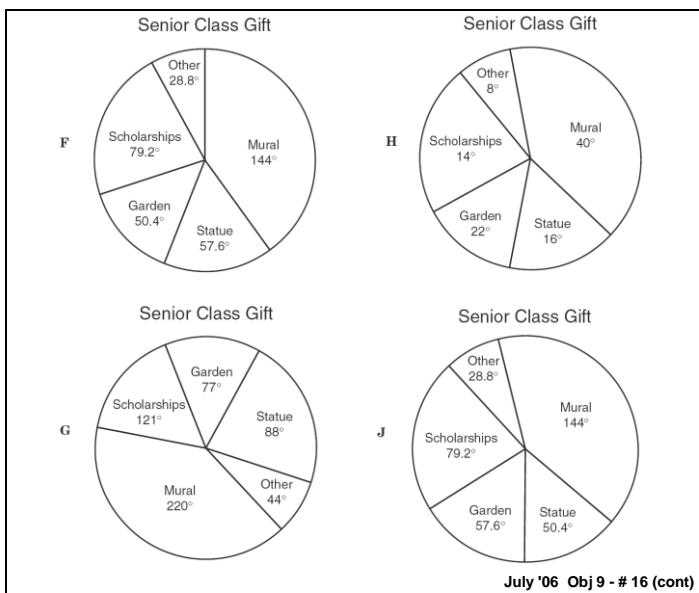 Senior Class Gift
F
Other
28.8°
Mural
144°
Scholarships
79.2°
Garden
50.4°
Statue
57.6°
Senior Class Gift
H
Other
8°
Mural
40°
Scholarships
14°
Garden
22°
Statue
16°
Senior Class Gift
G
Garden
77°
Scholarships
121°
Statue
88°
Other
44°
Mural
220°
Senior Class Gift
J
Other
28.8°
Mural
144°
Scholarships
79.2°
Garden
57.6°
Statue
50.4°
July '06 Obj 9 - # 16 (cont)